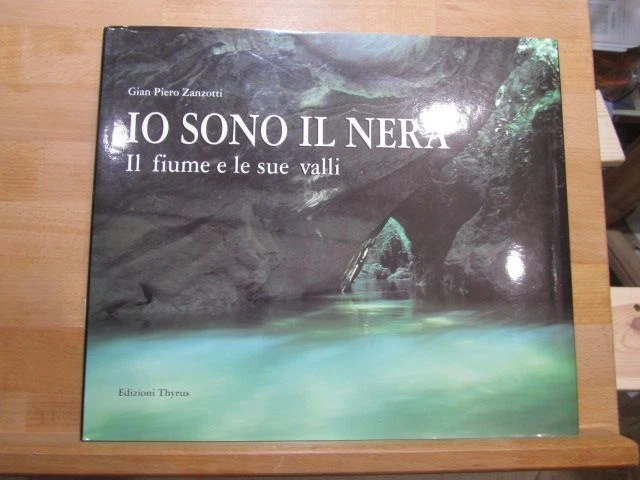 Gian Piero Zanzotti
IO SONO IL NERA
Il fiume e le sue valli
Edizioni Thyrus